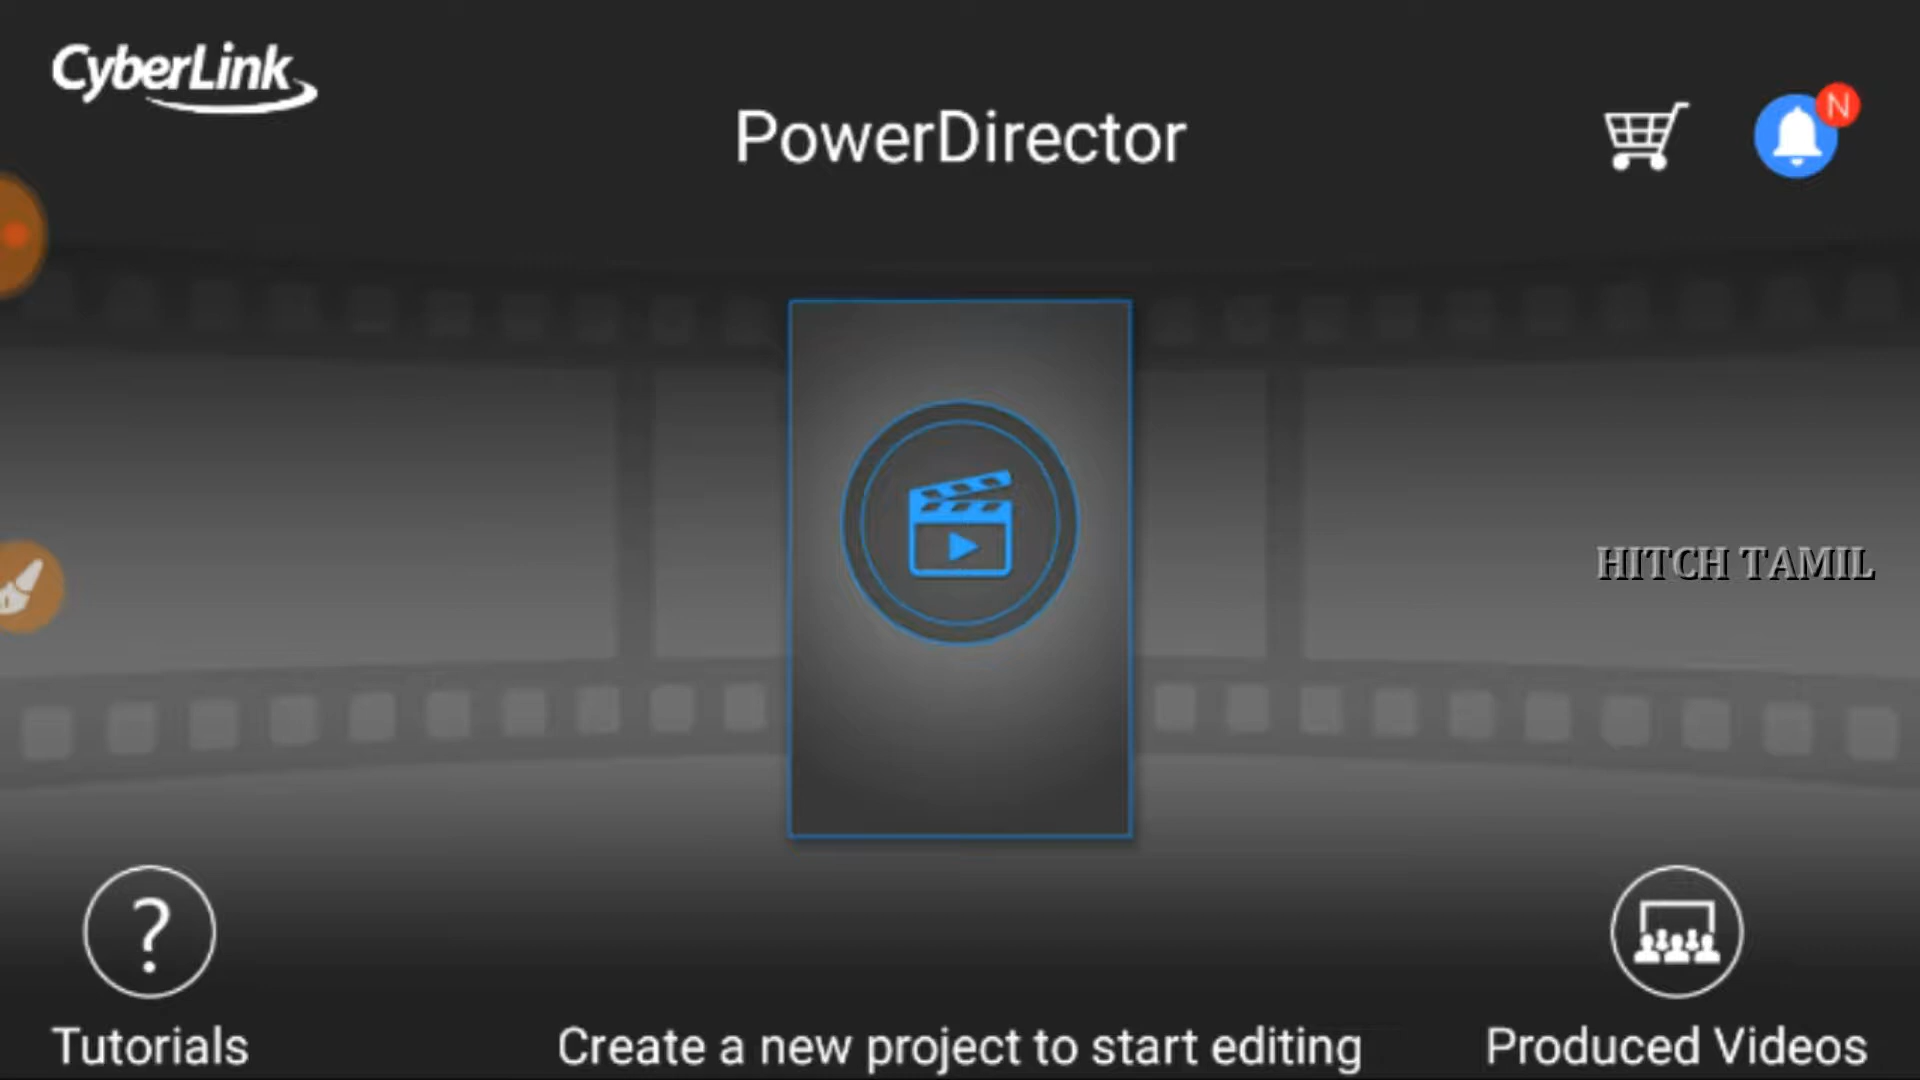 CyberLink
PowerDirector
N
HITCH TAMIL
?
Tutorials
Create a new project to start editing
Produced Videos